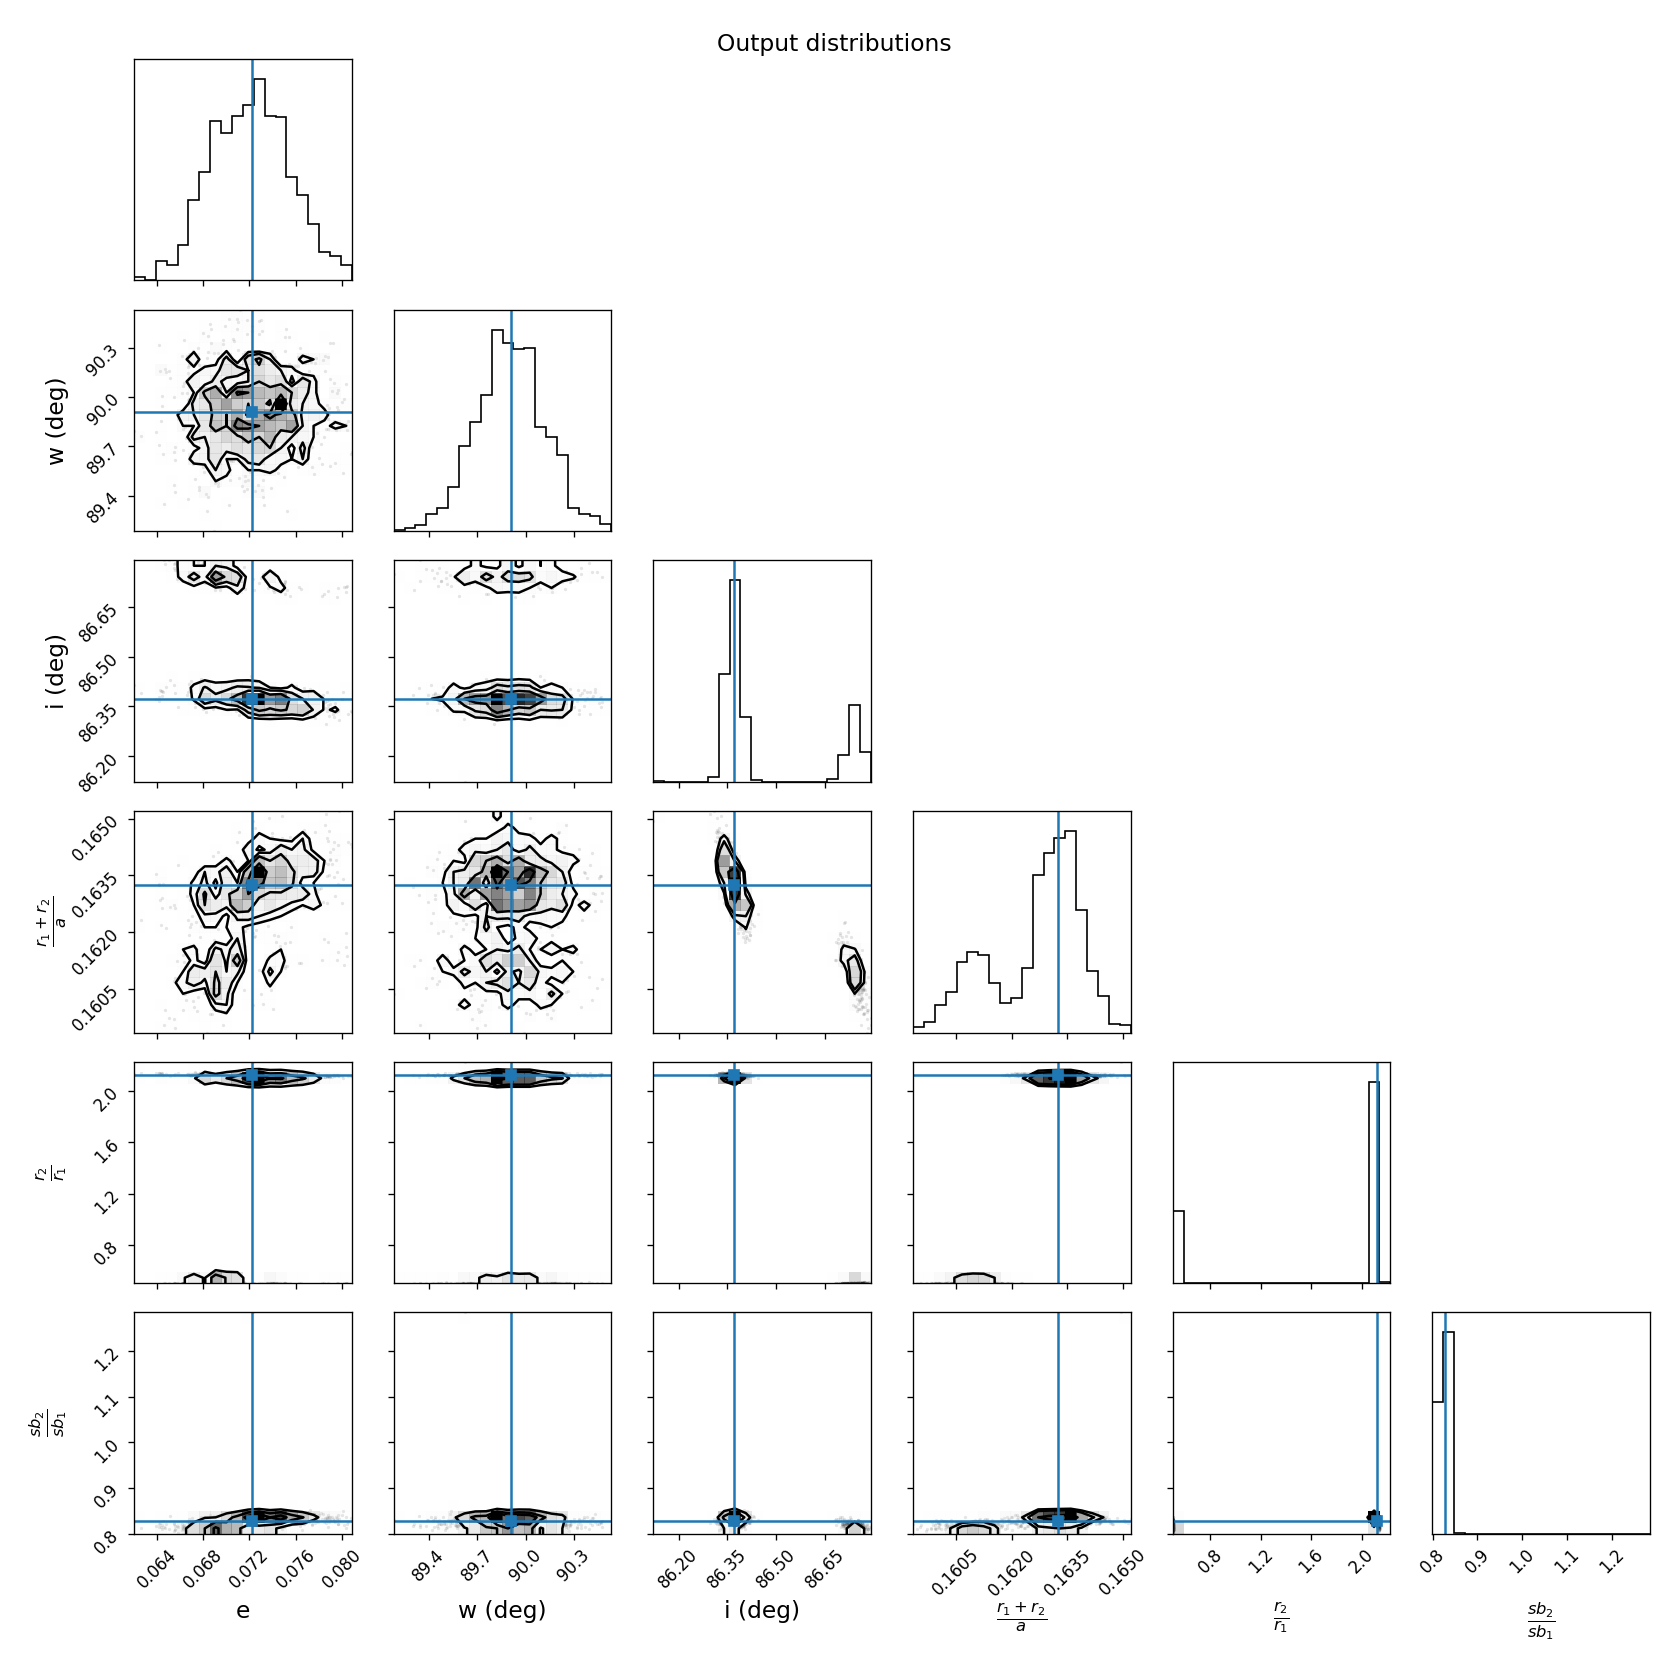 Output distributions
w (deg)
90.3
90.0
89.7
89.4
i (deg)
86.65
86.50
86.35
86.20
r₁ + r₂
a
0.1650
0.1635
0.1620
0.1605
r₂
r₁
2.0
1.6
1.2
0.8
sb₂
sb₁
1.2
1.1
1.0
0.9
0.8
0.064 0.068 0.072 0.076 0.080
89.4 89.7 90.0 90.3
86.20 86.35 86.50 86.65
0.1605 0.1620 0.1635 0.1650
0.8 1.2 1.6 2.0
0.8 0.9 1.0 1.1 1.2
e
w (deg)
i (deg)
r₁ + r₂
a
r₂
r₁
sb₂
sb₁